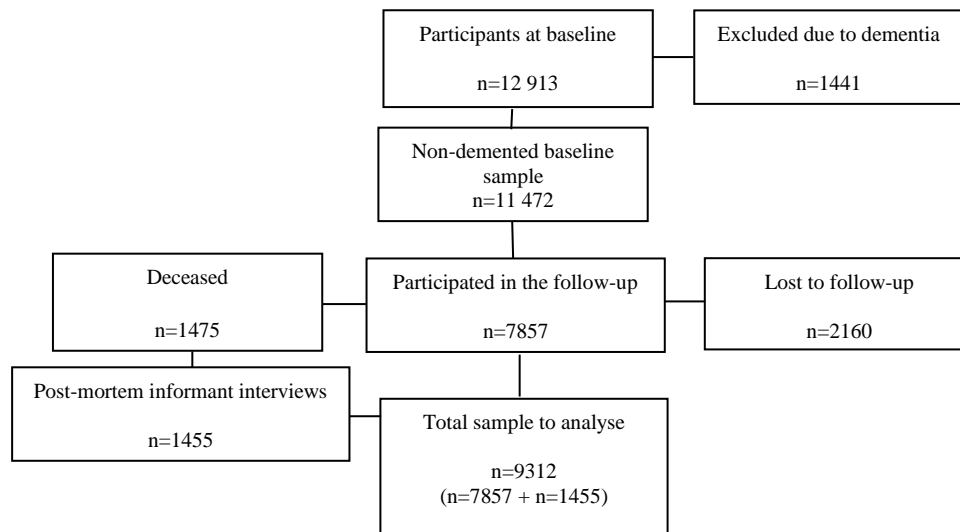 Participants at baseline
n=12 913
Excluded due to dementia
n=1441
Non-demented baseline
sample
n=11 472
Deceased
n=1475
Participated in the follow-up
n=7857
Lost to follow-up
n=2160
Post-mortem informant interviews
n=1455
Total sample to analyse
n=9312
(n=7857 + n=1455)